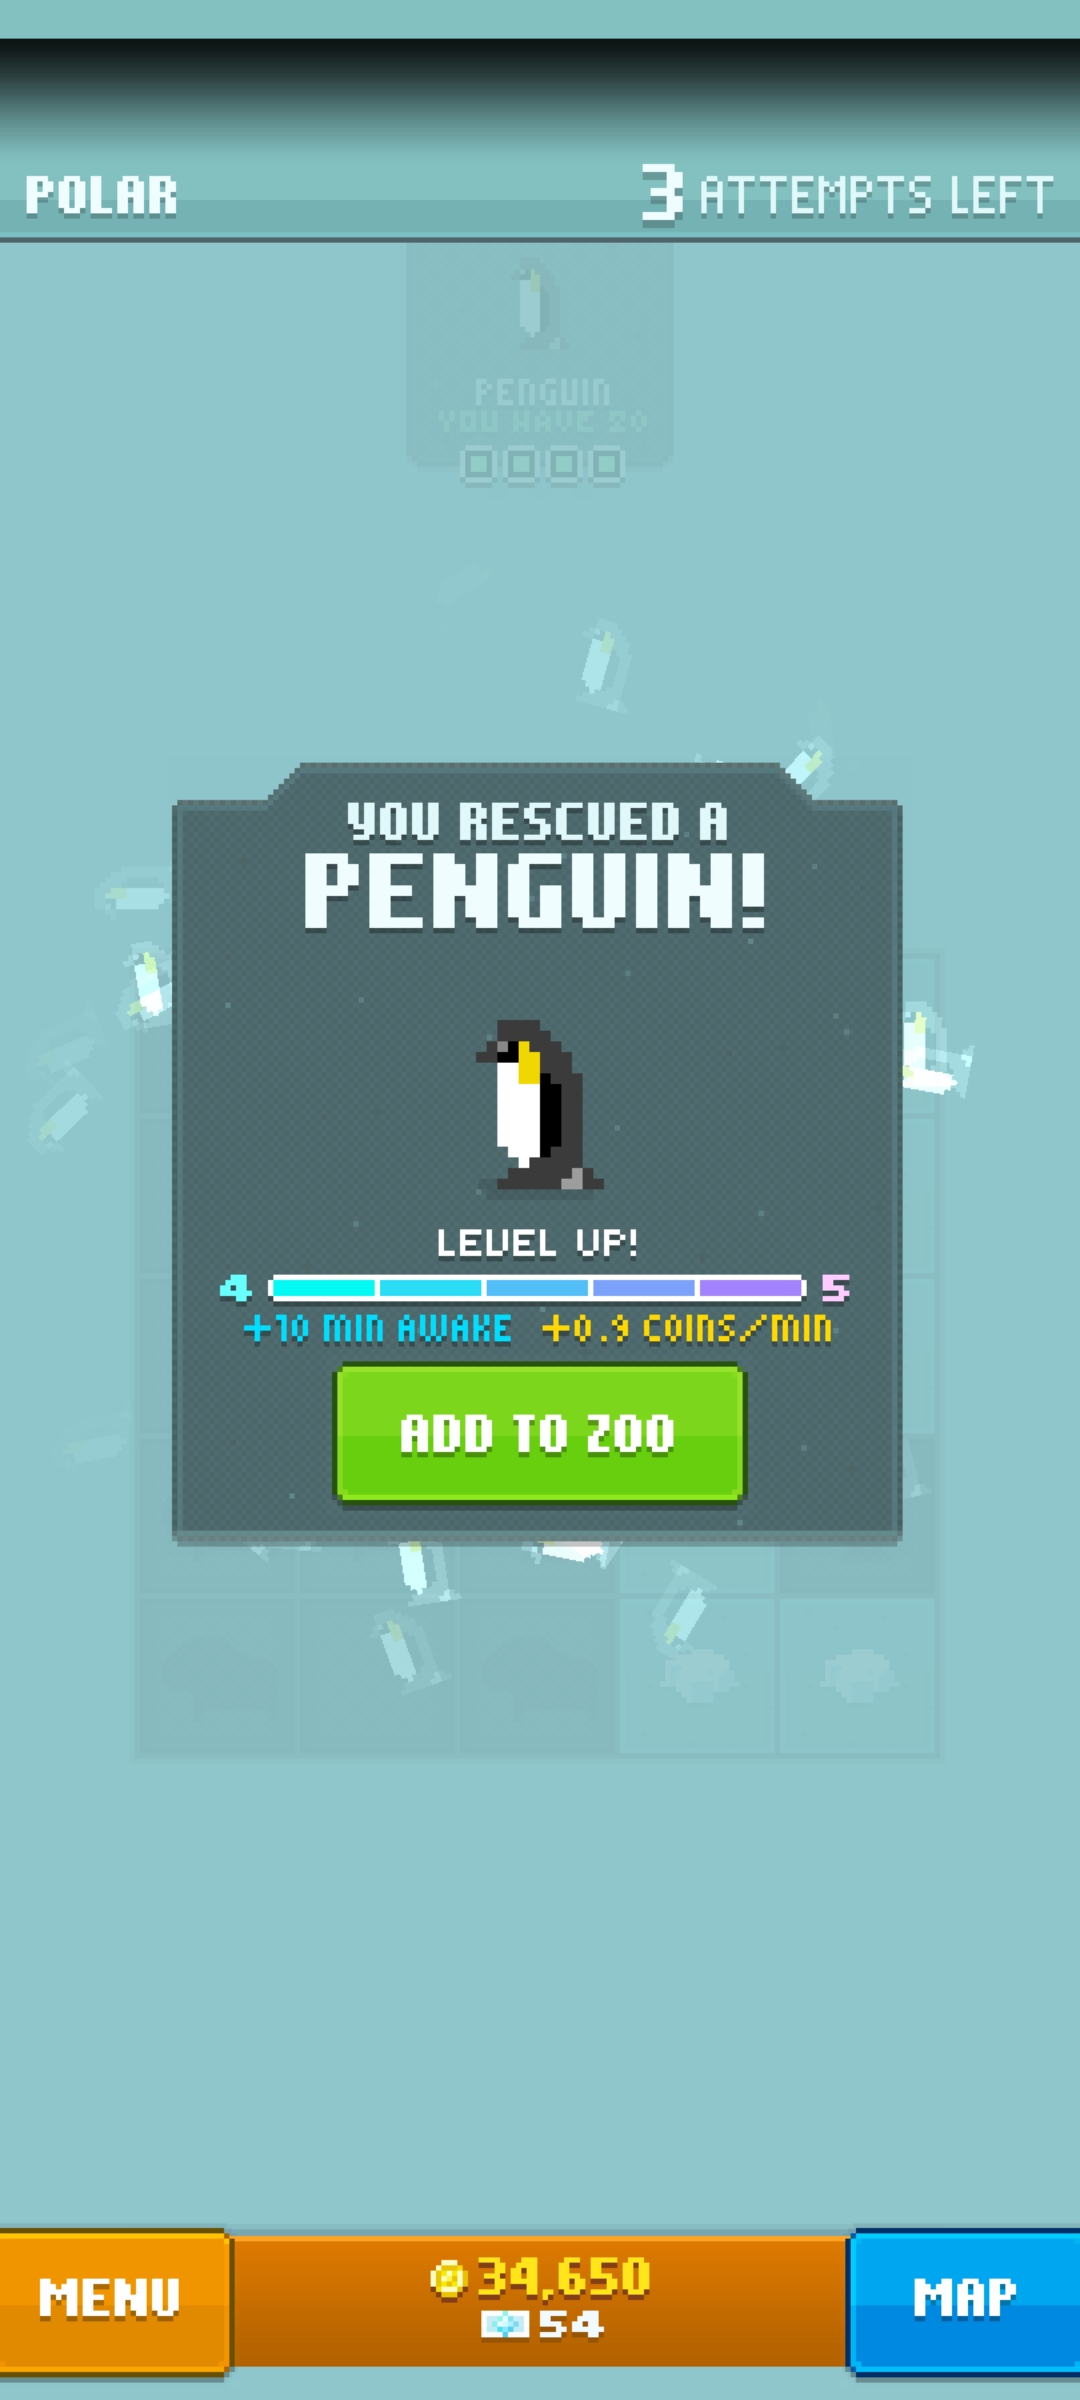 POLAR
3 ATTEMPTS LEFT
PENGUIN
YOU HAVE 20
YOU RESCUED A
PENGUIN!
LEVEL UP!
4 5
+10 MIN AWAKE +0.9 COINS/MIN
ADD TO ZOO
MENU
34,650
54
MAP